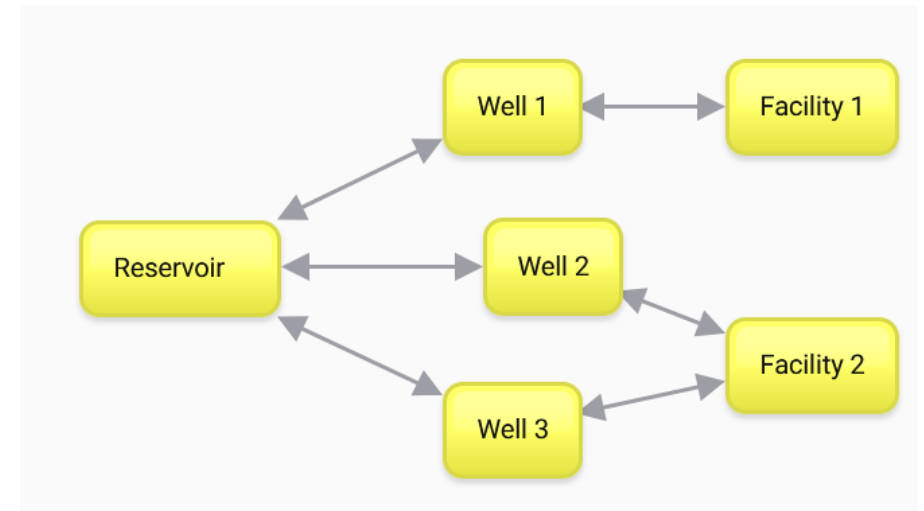 Well 1
Facility 1
Reservoir
Well 2
Facility 2
Well 3